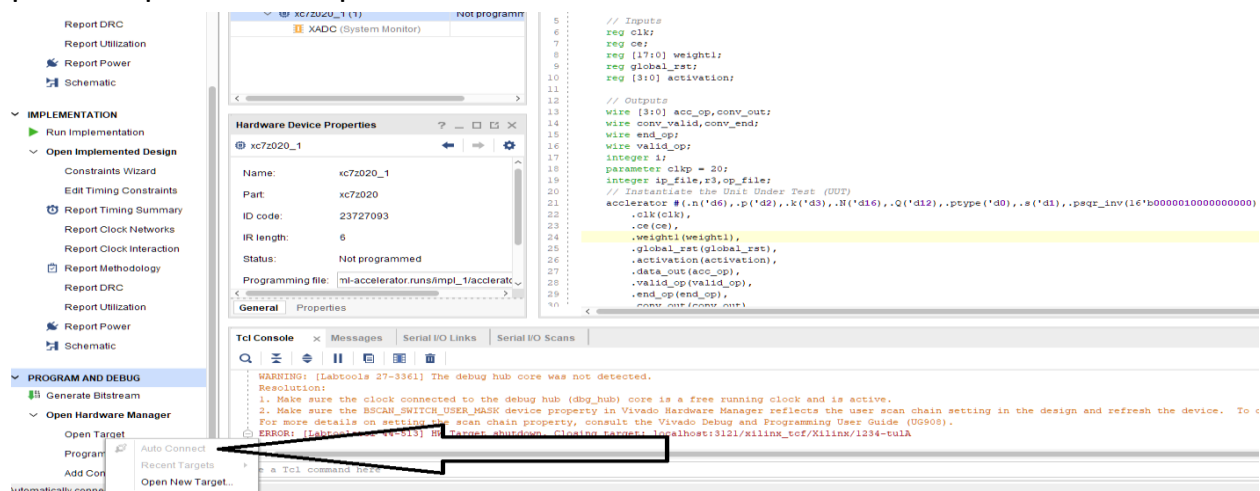 Report DRC
Report Utilization
Report Power
Schematic
IMPLEMENTATION
Run Implementation
Open Implemented Design
Constraints Wizard
Edit Timing Constraints
Report Timing Summary
Report Clock Networks
Report Clock Interaction
Report Methodology
Report DRC
Report Utilization
Report Power
Schematic
PROGRAM AND DEBUG
Generate Bitstream
Open Hardware Manager
Open Target
Program
Add Con
Auto Connect
Recent Targets
Open New Target...
xc7z020_1 (1) Not programm
XADC (System Monitor)
Hardware Device Properties
xc7z020_1
Name: xc7z020_1
Part: xc7z020
ID code: 23727093
IR length: 6
Status: Not programmed
Programming file: ml-accelerator.runs/impl_1/acclerato
General Properties
5 // Inputs
6 reg clk;
7 reg ce;
8 reg [17:0] weight1;
9 reg global_rst;
10 reg [3:0] activation;
11
12 // Outputs
13 wire [3:0] acc_op,conv_out;
14 wire conv_valid,conv_end;
15 wire end_op;
16 wire valid_op;
17 integer i;
18 parameter clkp = 20;
19 integer ip_file,r3,op_file;
20 // Instantiate the Unit Under Test (UUT)
21 acclerator #(.n('d6),.p('d2),.k('d3),.N('d16),.Q('d12),.ptype('d0),.s('d1),.psqr_inv(16'b0000010000000000)
22 .clk(clk),
23 .ce(ce),
24 .weight1(weight1),
25 .global_rst(global_rst),
26 .activation(activation),
27 .data_out(acc_op),
28 .valid_op(valid_op),
29 .end_op(end_op),
30 .conv_out(conv_out)
Tcl Console Messages Serial I/O Links Serial I/O Scans
WARNING: [Labtools 27-3361] The debug hub core was not detected.
Resolution:
1. Make sure the clock connected to the debug hub (dbg_hub) core is a free running clock and is active.
2. Make sure the BSCAN_SWITCH_USER_MASK device property in Vivado Hardware Manager reflects the user scan chain setting in the design and refresh the device. To
For more details on setting the scan chain property, consult the Vivado Debug and Programming User Guide (UG908).
ERROR: [Labtoolstcl 44-513] HW Target shutdown. Closing target: localhost:3121/xilinx_tcf/Xilinx/1234-tulA
e a Tcl command here